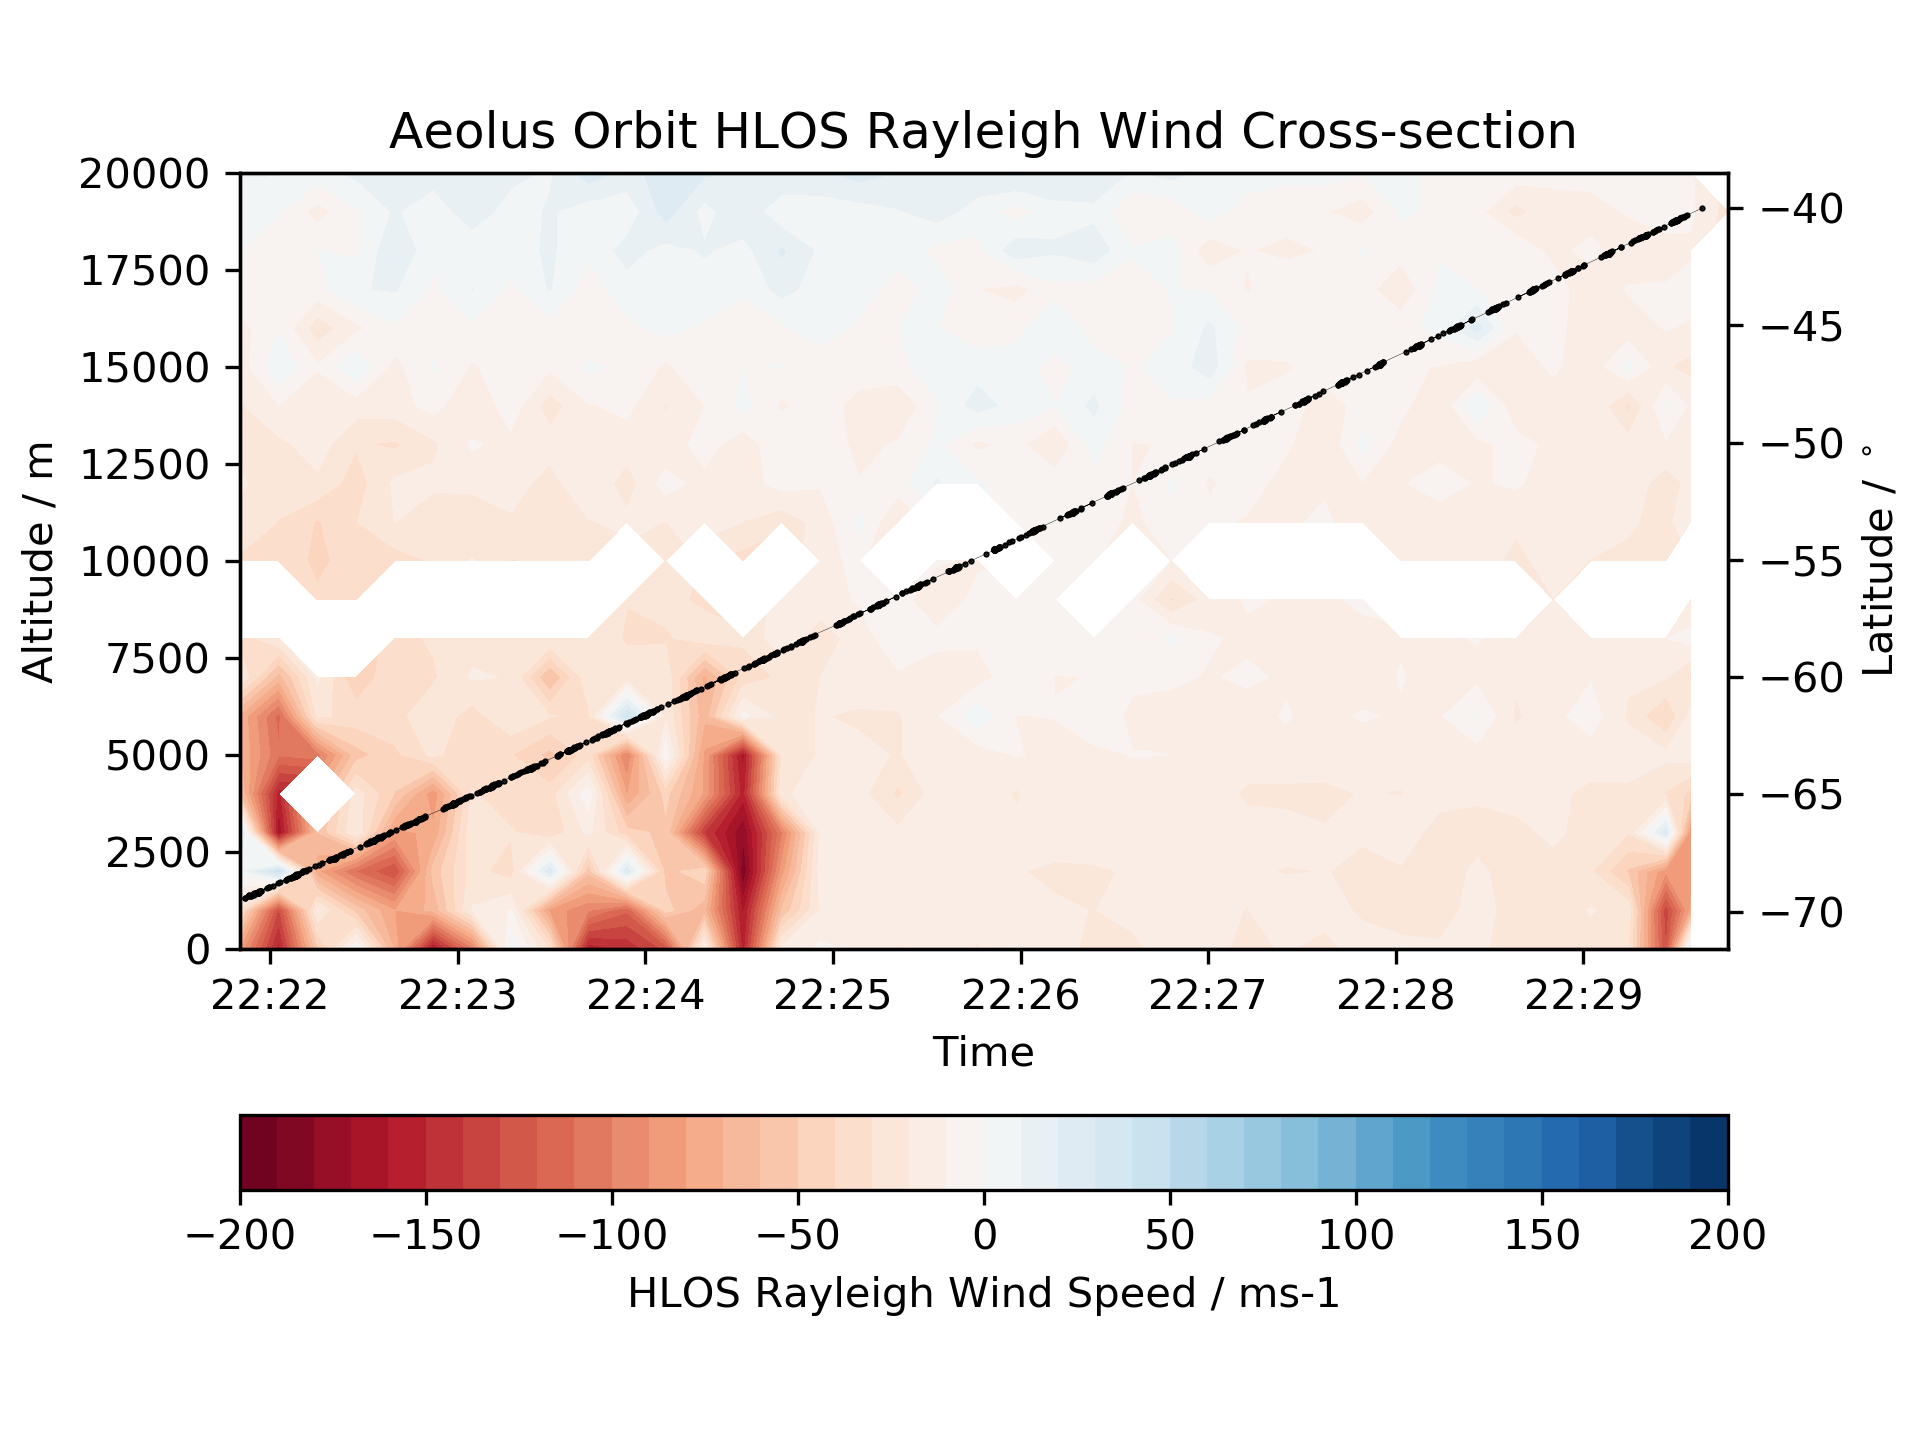 Aeolus Orbit HLOS Rayleigh Wind Cross-section
20000
17500
15000
12500
10000
7500
5000
2500
0
Altitude / m
−40
−45
−50
−55
−60
−65
−70
Latitude / °
22:22 22:23 22:24 22:25 22:26 22:27 22:28 22:29
Time
−200 −150 −100 −50 0 50 100 150 200
HLOS Rayleigh Wind Speed / ms-1